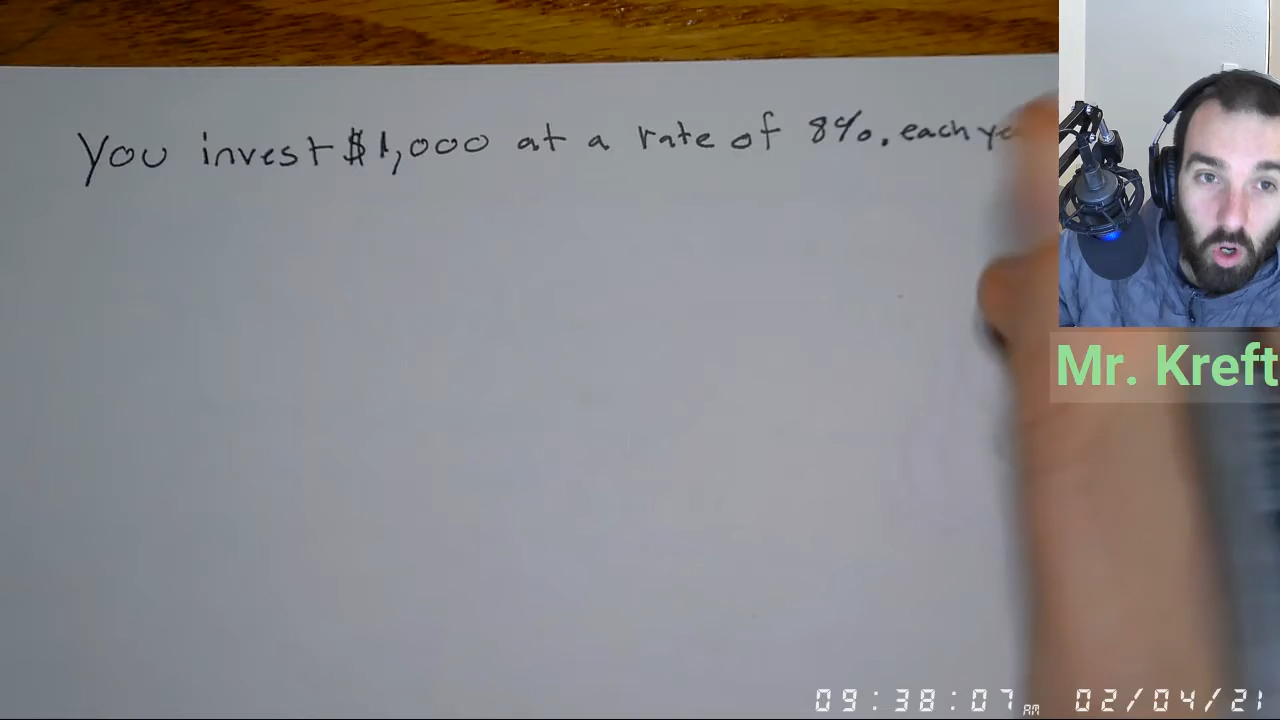 You invest $1,000 at a rate of 8%. each
Mr. Kreft
09:38:07 AM 02/04/21